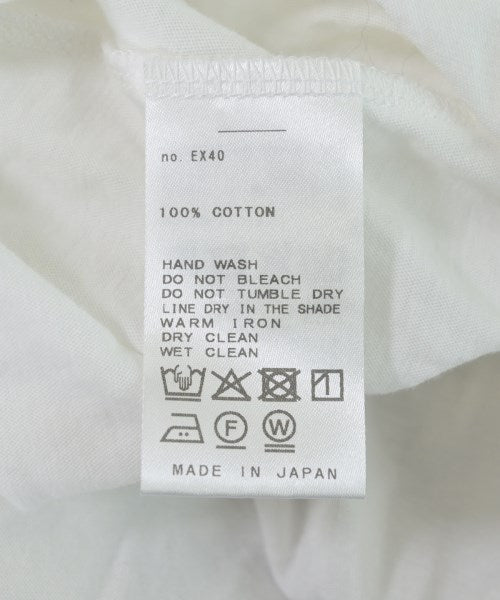 no. EX40
100% COTTON
HAND WASH
DO NOT BLEACH
DO NOT TUMBLE DRY
LINE DRY IN THE SHADE
WARM IRON
DRY CLEAN
WET CLEAN
F W
MADE IN JAPAN